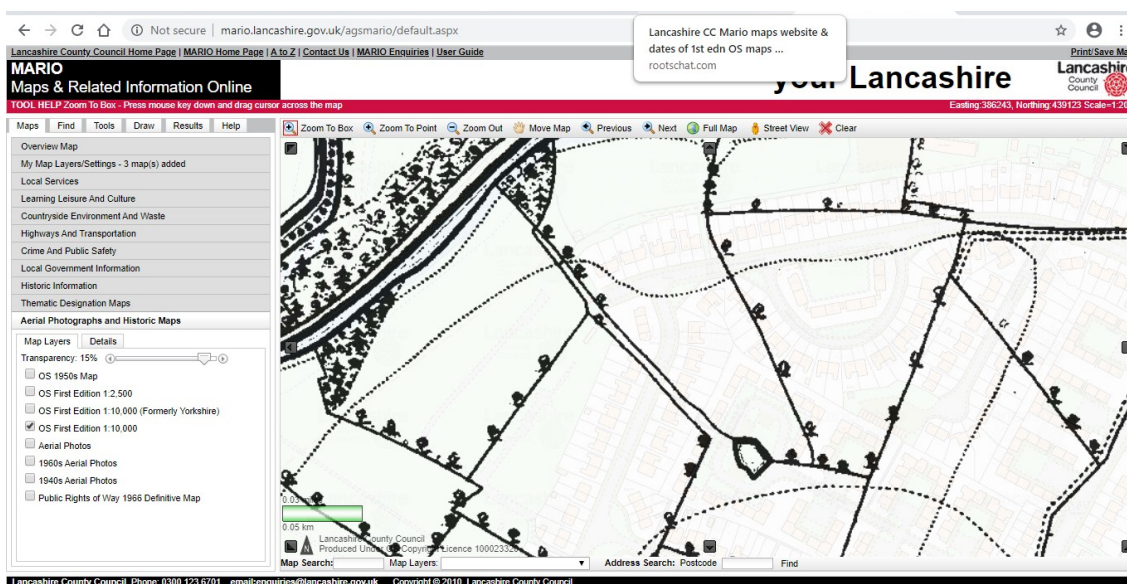 Not secure | mario.lancashire.gov.uk/agsmario/default.aspx
Lancashire CC Mario maps website &
dates of 1st edn OS maps ...
rootschat.com
Lancashire County Council Home Page | MARIO Home Page | A to Z | Contact Us | MARIO Enquiries | User Guide
Print/Save Ma
MARIO
Maps & Related Information Online
your Lancashire
Lancashire
County
Council
TOOL HELP Zoom To Box - Press mouse key down and drag cursor across the map
Easting:386243, Northing:439123 Scale=1:20
Maps Find Tools Draw Results Help
Zoom To Box Zoom To Point Zoom Out Move Map Previous Next Full Map Street View Clear
Overview Map
My Map Layers/Settings - 3 map(s) added
Local Services
Learning Leisure And Culture
Countryside Environment And Waste
Highways And Transportation
Crime And Public Safety
Local Government Information
Historic Information
Thematic Designation Maps
Aerial Photographs and Historic Maps
Map Layers Details
Transparency: 15%
OS 1950s Map
OS First Edition 1:2,500
OS First Edition 1:10,000 (Formerly Yorkshire)
OS First Edition 1:10,000
Aerial Photos
1960s Aerial Photos
1940s Aerial Photos
Public Rights of Way 1966 Definitive Map
0.03
0.05 km
Lancashire County Council
Produced Under Copyright Licence 100023320
Map Search: Map Layers: Address Search: Postcode Find
Lancashire County Council Phone: 0300 123 6701 email:enquiries@lancashire.gov.uk Copyright © 2010 Lancashire County Council